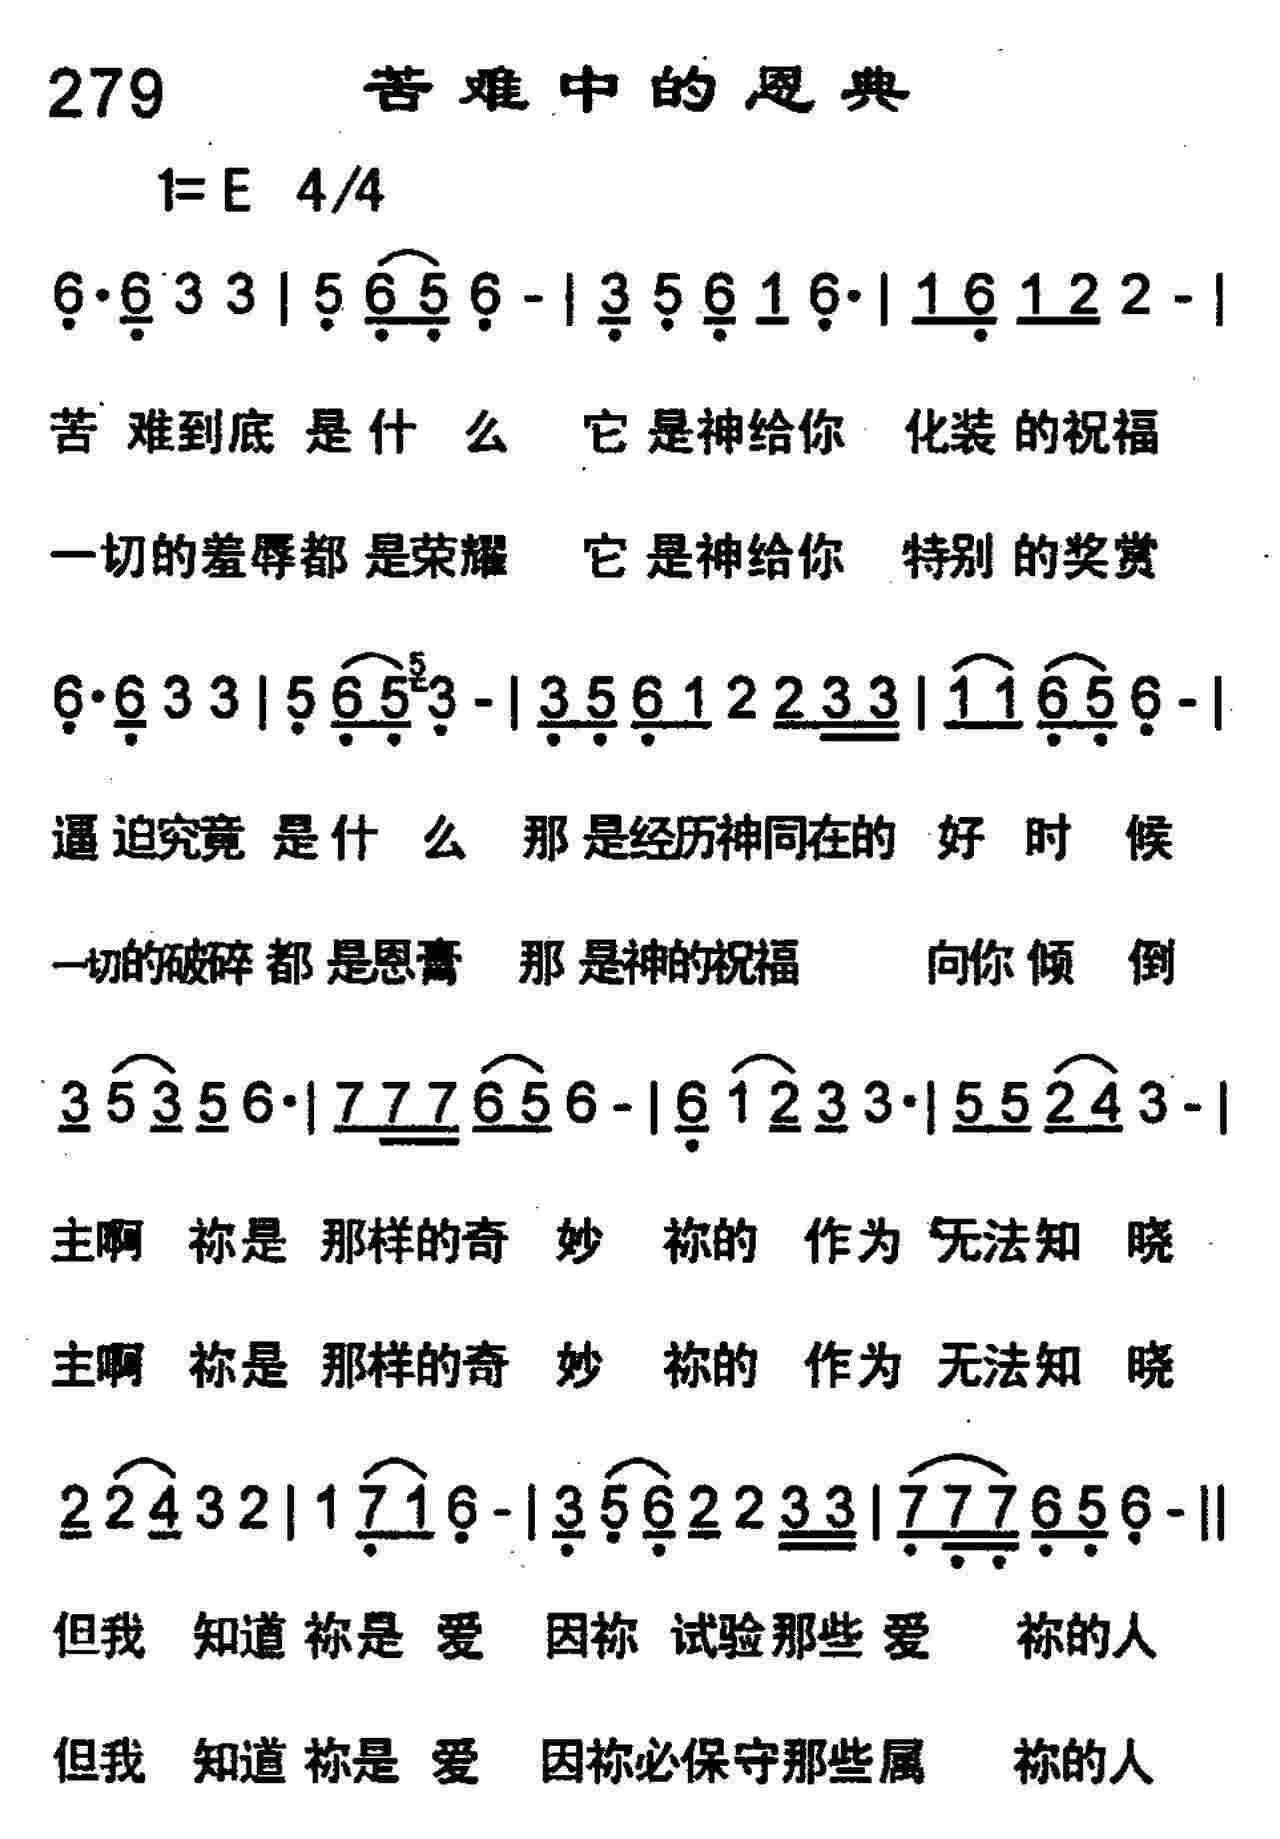 279 苦难中的恩典
1=E 4/4
6·6 3 3 | 5 6 5 6 - | 3 5 6 1 6· | 1 6 1 2 2 - |
苦难到底是什么 它是神给你 化装的祝福
一切的羞辱都是荣耀 它是神给你 特别的奖赏
6·6 3 3 | 5 6 5 5 3 - | 3 5 6 1 2 2 3 3 | 1 1 6 5 6 - |
逼迫究竟是什么 那是经历神同在的好时候
一切的破碎都是恩膏 那是神的祝福 向你倾倒
3 5 3 5 6· | 7 7 7 6 5 6 - | 6 1 2 3 3· | 5 5 2 4 3 - |
主啊 祢是那样的奇妙 祢的作为无法知晓
主啊 祢是那样的奇妙 祢的作为无法知晓
2 2 4 3 2 | 1 7 1 6 - | 3 5 6 2 2 3 3 | 7 7 7 6 5 6 - ||
但我知道祢是爱 因祢试验那些爱祢的人
但我知道祢是爱 因祢必保守那些属祢的人